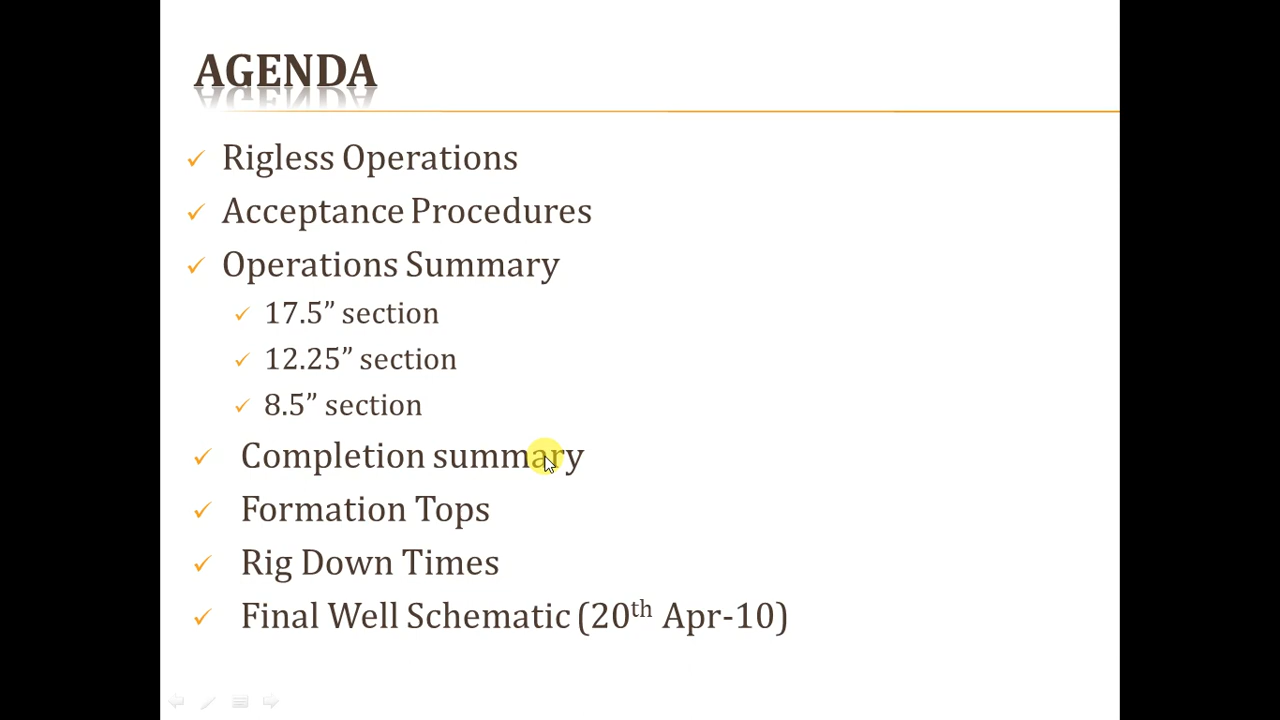 AGENDA
Rigless Operations
Acceptance Procedures
Operations Summary
17.5” section
12.25” section
8.5” section
Completion summary
Formation Tops
Rig Down Times
Final Well Schematic (20th Apr-10)